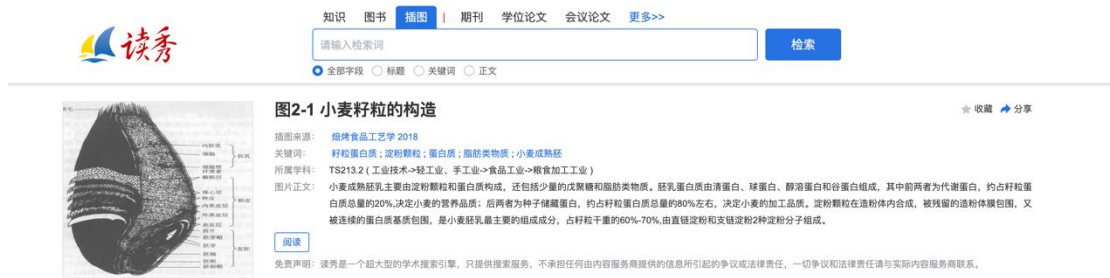 知识 图书 插图 | 期刊 学位论文 会议论文 更多>>
读秀
请输入检索词
检索
全部字段 标题 关键词 正文
图2-1 小麦籽粒的构造
收藏 分享
插图来源： 焙烤食品工艺学 2018
关键词： 籽粒蛋白质 ; 淀粉颗粒 ; 蛋白质 ; 脂肪类物质 ; 小麦成熟胚
所属学科： TS213.2 ( 工业技术->轻工业、手工业->食品工业->粮食加工工业 )
图片正文： 小麦成熟胚乳主要由淀粉颗粒和蛋白质构成，还包括少量的戊聚糖和脂肪类物质。胚乳蛋白质由清蛋白、球蛋白、醇溶蛋白和谷蛋白组成，其中前两者为代谢蛋白，约占籽粒蛋
白质总量的20%,决定小麦的营养品质；后两者为种子储藏蛋白，约占籽粒蛋白质总量的80%左右，决定小麦的加工品质。淀粉颗粒在造粉体内合成，被残留的造粉体膜包围，又
被连续的蛋白质基质包围，是小麦胚乳最主要的组成成分，占籽粒干重的60%-70%,由直链淀粉和支链淀粉2种淀粉分子组成。
阅读
免责声明： 读秀是一个超大型的学术搜索引擎，只提供搜索服务，不承担任何由内容服务商提供的信息所引起的争议或法律责任，一切争议和法律责任请与实际内容服务商联系。